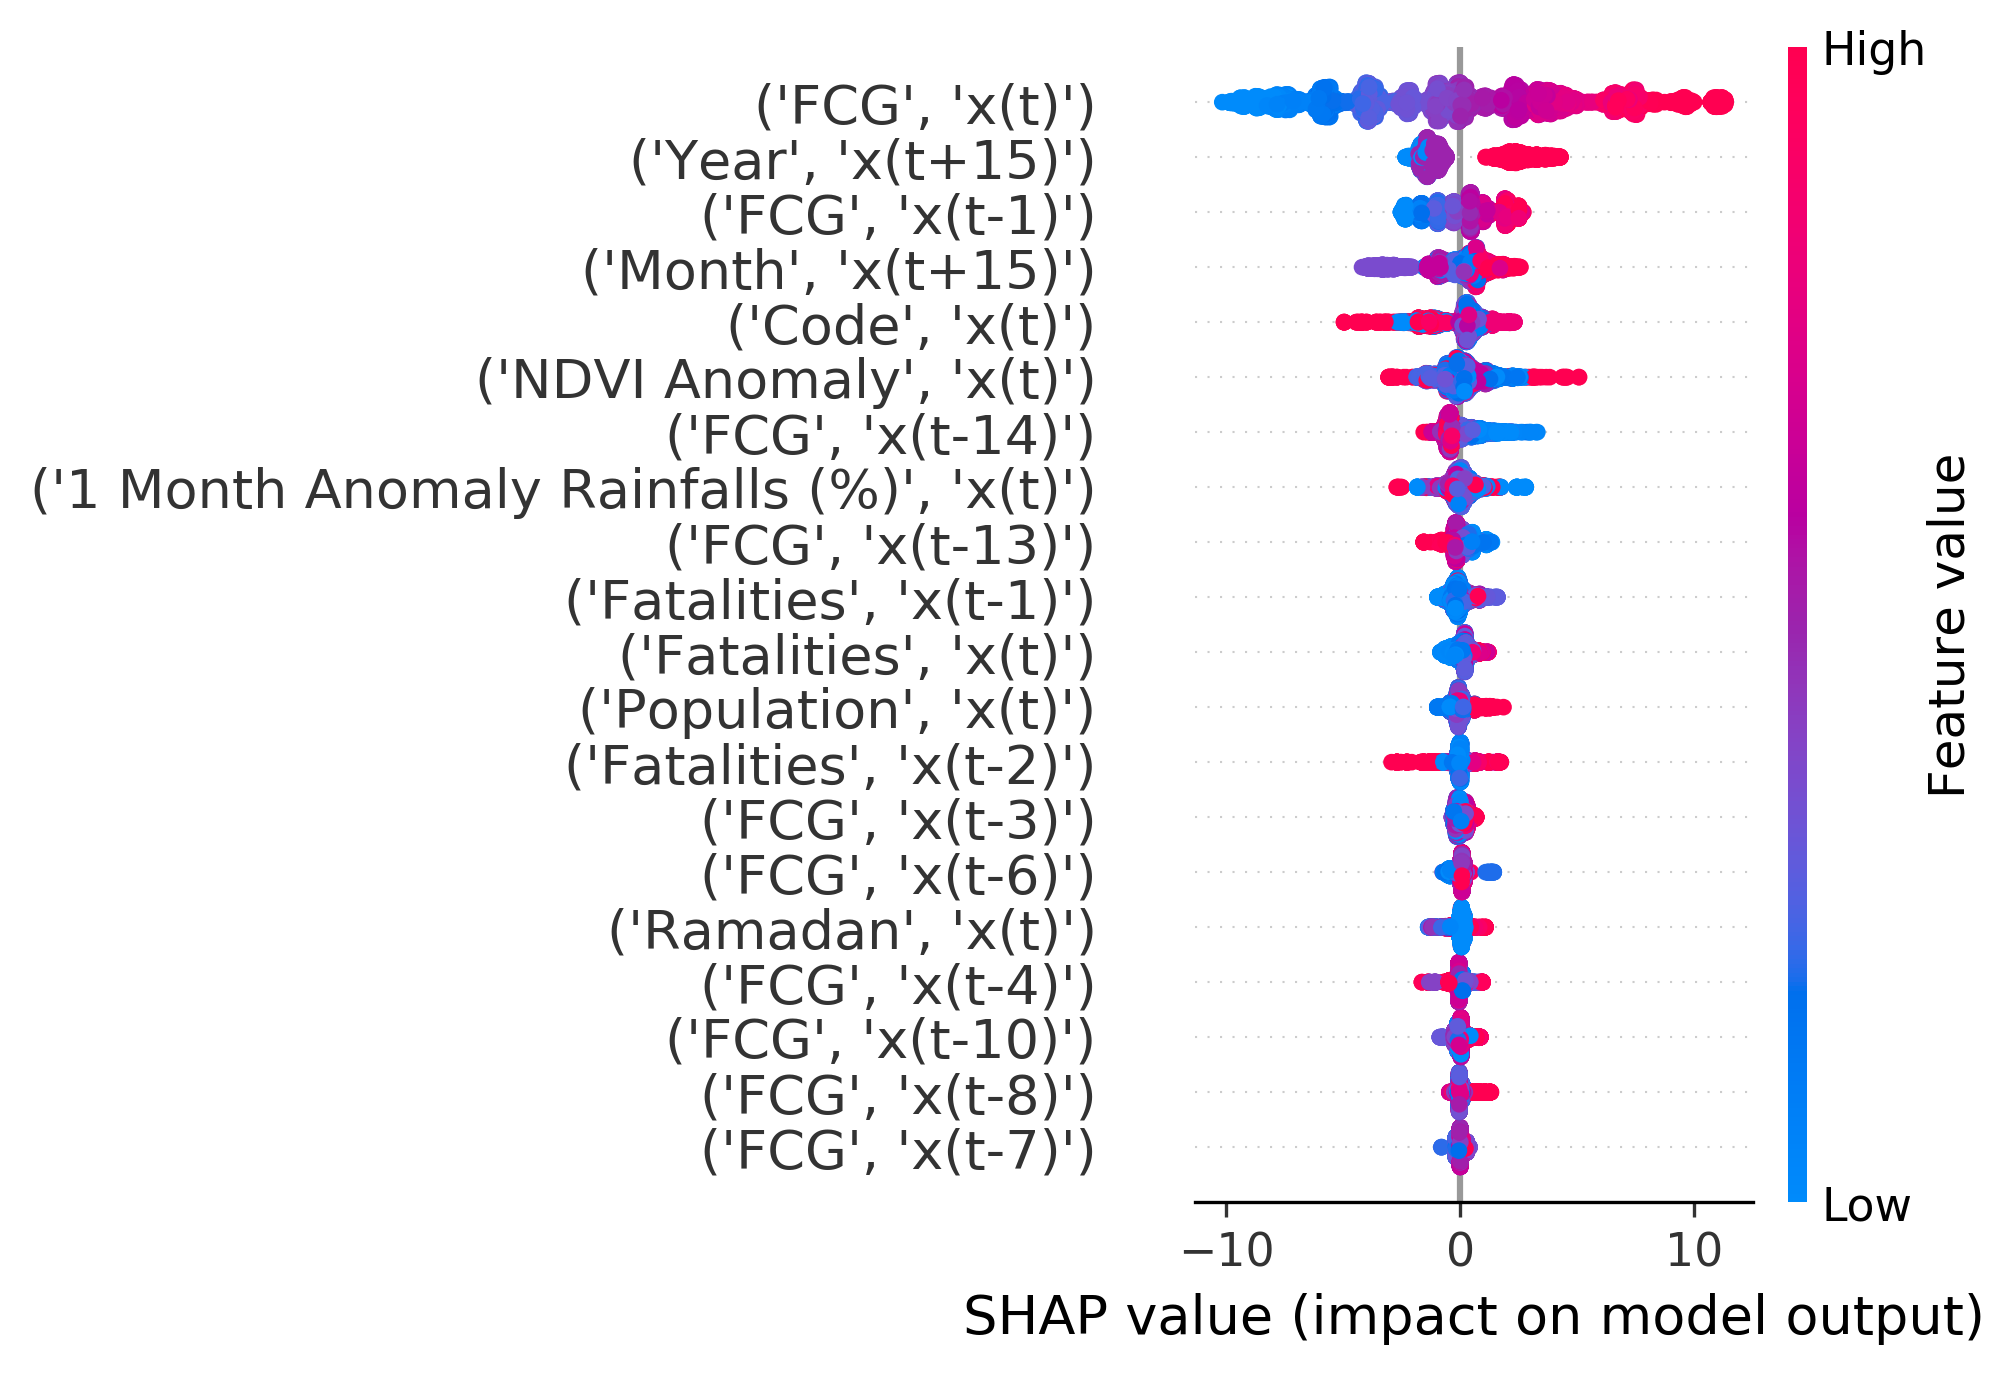 High
('FCG', 'x(t)')
('Year', 'x(t+15)')
('FCG', 'x(t-1)')
('Month', 'x(t+15)')
('Code', 'x(t)')
('NDVI Anomaly', 'x(t)')
('FCG', 'x(t-14)')
('1 Month Anomaly Rainfalls (%)', 'x(t)')
('FCG', 'x(t-13)')
('Fatalities', 'x(t-1)')
('Fatalities', 'x(t)')
('Population', 'x(t)')
('Fatalities', 'x(t-2)')
('FCG', 'x(t-3)')
('FCG', 'x(t-6)')
('Ramadan', 'x(t)')
('FCG', 'x(t-4)')
('FCG', 'x(t-10)')
('FCG', 'x(t-8)')
('FCG', 'x(t-7)')
Feature value
Low
−10 0 10
SHAP value (impact on model output)